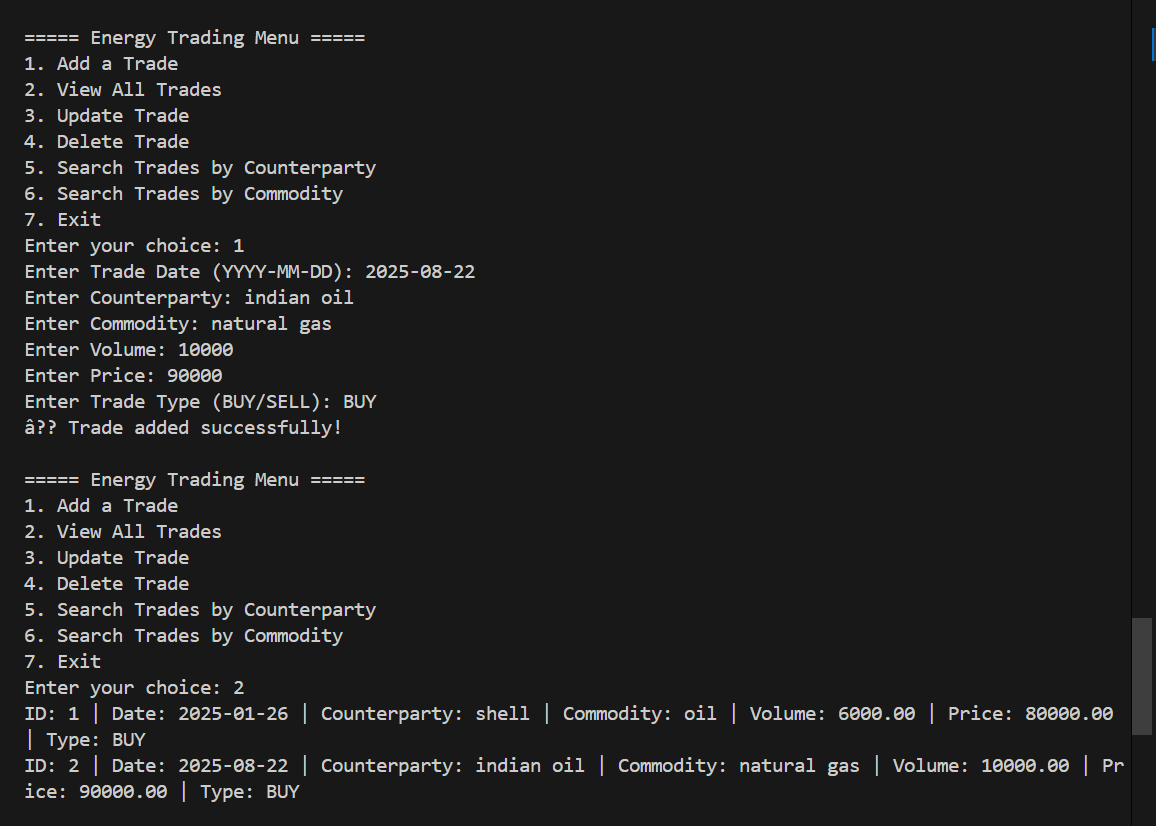 ===== Energy Trading Menu =====
1. Add a Trade
2. View All Trades
3. Update Trade
4. Delete Trade
5. Search Trades by Counterparty
6. Search Trades by Commodity
7. Exit
Enter your choice: 1
Enter Trade Date (YYYY-MM-DD): 2025-08-22
Enter Counterparty: indian oil
Enter Commodity: natural gas
Enter Volume: 10000
Enter Price: 90000
Enter Trade Type (BUY/SELL): BUY
â?? Trade added successfully!
===== Energy Trading Menu =====
1. Add a Trade
2. View All Trades
3. Update Trade
4. Delete Trade
5. Search Trades by Counterparty
6. Search Trades by Commodity
7. Exit
Enter your choice: 2
ID: 1 | Date: 2025-01-26 | Counterparty: shell | Commodity: oil | Volume: 6000.00 | Price: 80000.00
| Type: BUY
ID: 2 | Date: 2025-08-22 | Counterparty: indian oil | Commodity: natural gas | Volume: 10000.00 | Pr
ice: 90000.00 | Type: BUY